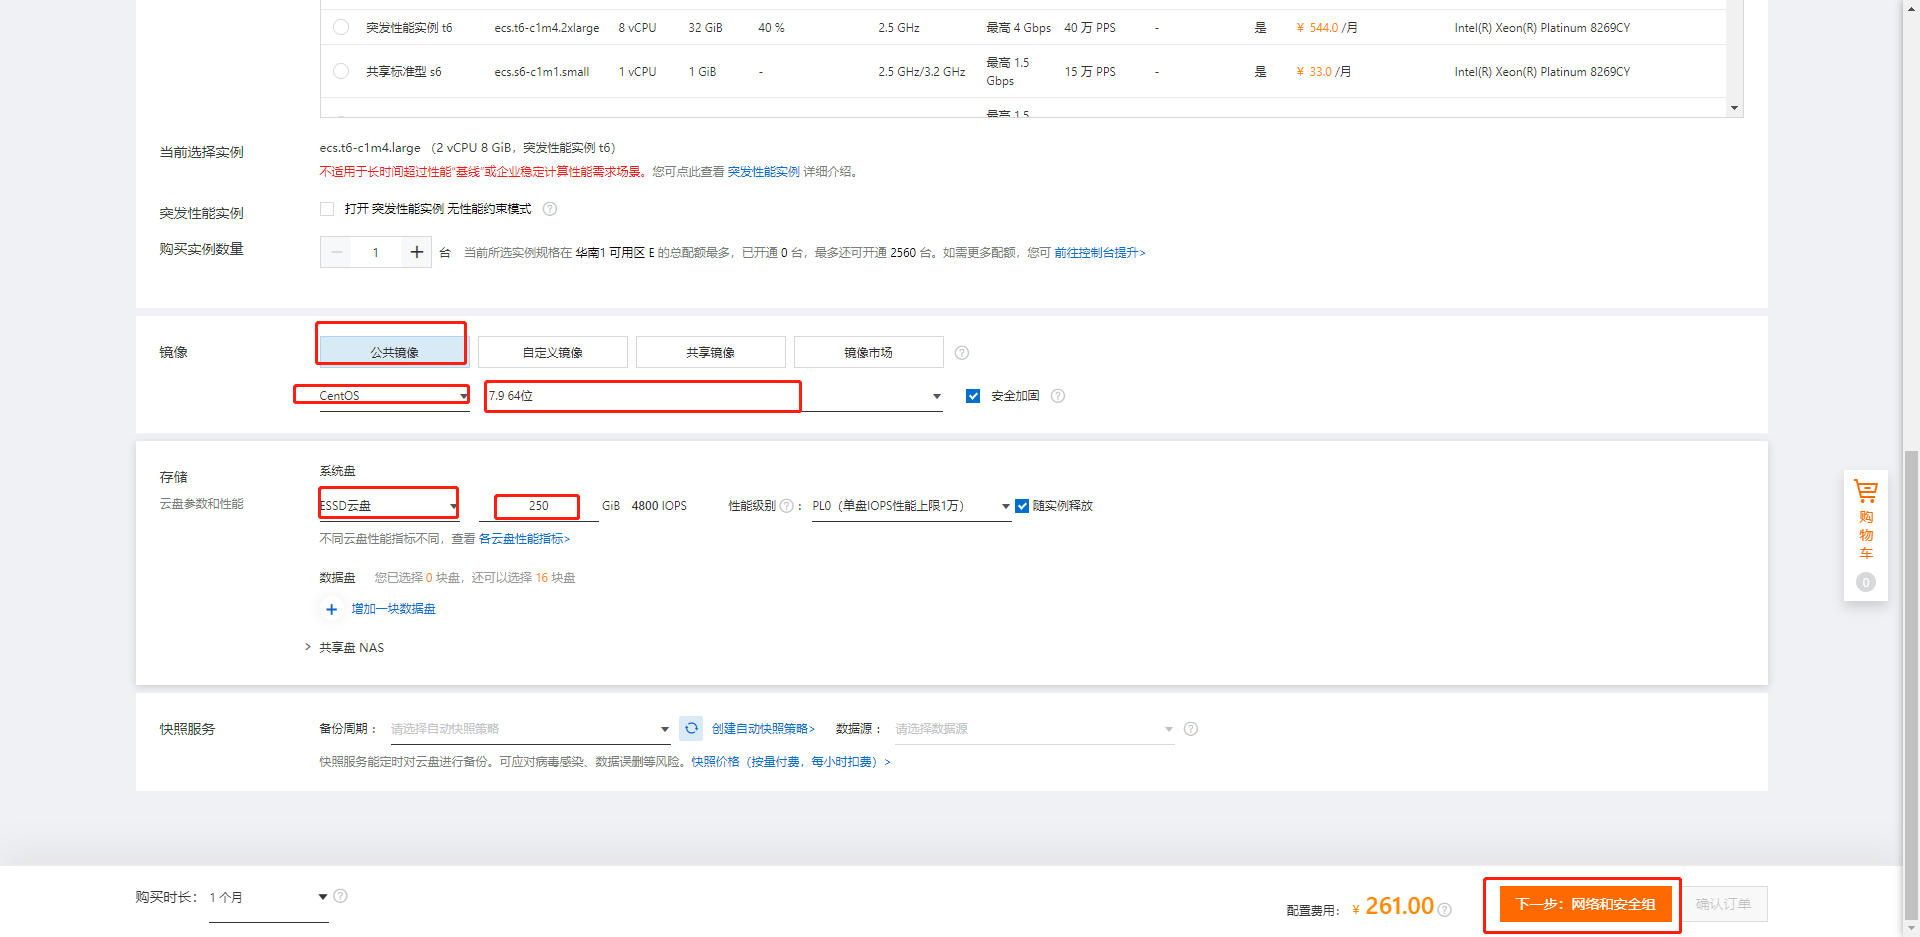 突发性能实例 t6 ecs.t6-c1m4.2xlarge 8 vCPU 32 GiB 40 % 2.5 GHz 最高 4 Gbps 40 万 PPS - 是 ¥ 544.0 /月 Intel(R) Xeon(R) Platinum 8269CY
共享标准型 s6 ecs.s6-c1m1.small 1 vCPU 1 GiB - 2.5 GHz/3.2 GHz 最高 1.5 Gbps 15 万 PPS - 是 ¥ 33.0 /月 Intel(R) Xeon(R) Platinum 8269CY
最高 1.5
当前选择实例 ecs.t6-c1m4.large （2 vCPU 8 GiB，突发性能实例 t6）
不适用于长时间超过性能“基线”或企业稳定计算性能需求场景。您可点此查看 突发性能实例 详细介绍。
突发性能实例 打开 突发性能实例 无性能约束模式 ?
购买实例数量 1 台 当前所选实例规格在 华南1 可用区 E 的总配额最多，已开通 0 台，最多还可开通 2560 台。如需更多配额，您可 前往控制台提升>
镜像 公共镜像 自定义镜像 共享镜像 镜像市场 ?
CentOS 7.9 64位 安全加固 ?
存储 系统盘
云盘参数和性能 ESSD云盘 250 GiB 4800 IOPS 性能级别 ? ： PL0（单盘IOPS性能上限1万） 随实例释放
不同云盘性能指标不同，查看 各云盘性能指标>
数据盘 您已选择 0 块盘，还可以选择 16 块盘
+ 增加一块数据盘
> 共享盘 NAS
快照服务 备份周期： 请选择自动快照策略 创建自动快照策略> 数据源： 请选择数据源 ?
快照服务能定时对云盘进行备份。可应对病毒感染、数据误删等风险。快照价格（按量付费，每小时扣费）>
购物车
0
购买时长： 1 个月 ? 配置费用： ¥ 261.00 ? 下一步：网络和安全组 确认订单